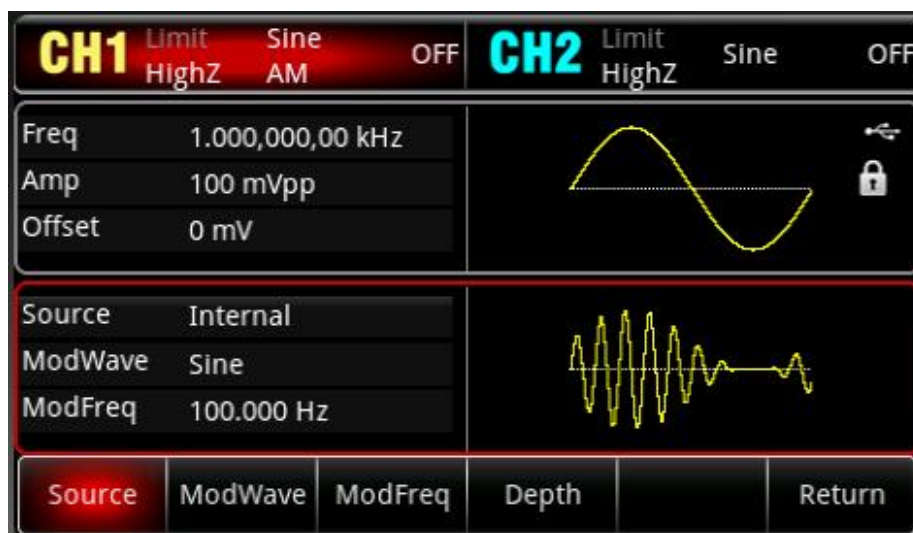 CH1 Limit Sine OFF CH2 Limit Sine OFF
HighZ AM HighZ
Freq 1.000,000,00 kHz
Amp 100 mVpp
Offset 0 mV
Source Internal
ModWave Sine
ModFreq 100.000 Hz
Source ModWave ModFreq Depth Return